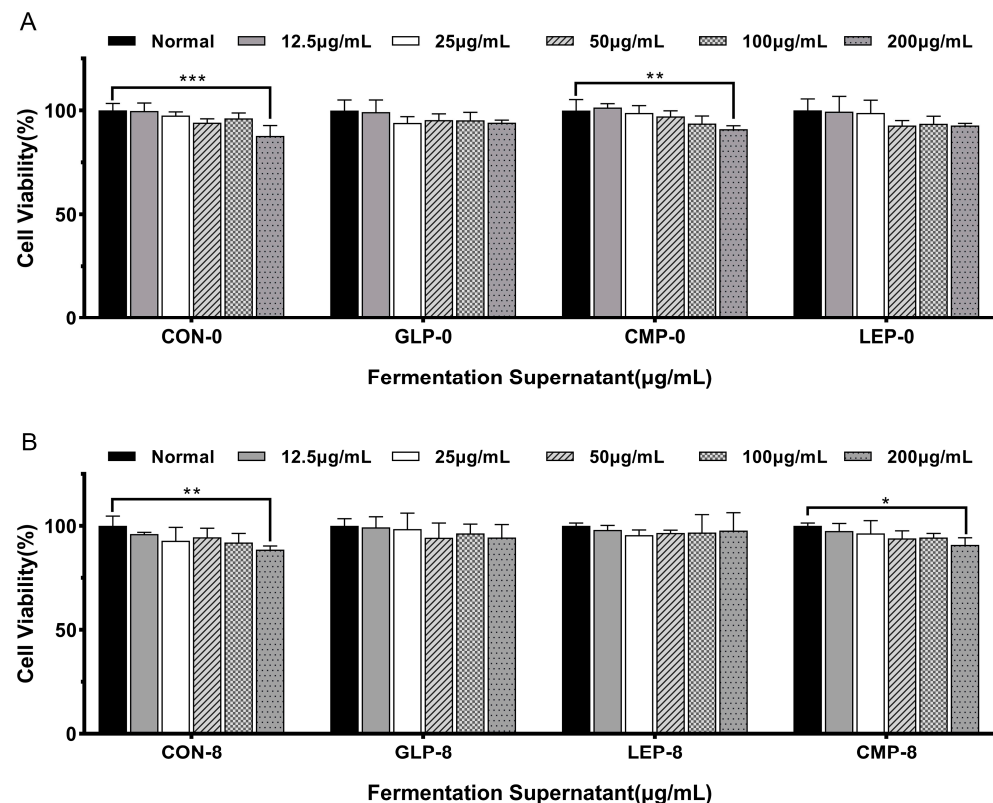 A
Normal 12.5μg/mL 25μg/mL 50μg/mL 100μg/mL 200μg/mL
*** **
100
50
0
Cell Viability(%)
CON-0 GLP-0 CMP-0 LEP-0
Fermentation Supernatant(μg/mL)
B
Normal 12.5μg/mL 25μg/mL 50μg/mL 100μg/mL 200μg/mL
** *
100
50
0
Cell Viability(%)
CON-8 GLP-8 LEP-8 CMP-8
Fermentation Supernatant(μg/mL)